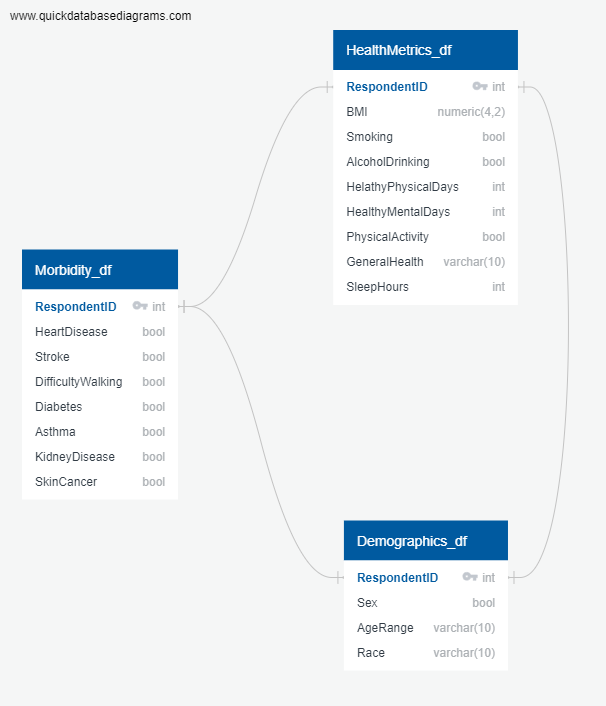 www.quickdatabasediagrams.com
HealthMetrics_df
RespondentID int
BMI numeric(4,2)
Smoking bool
AlcoholDrinking bool
HelathyPhysicalDays int
HealthyMentalDays int
PhysicalActivity bool
GeneralHealth varchar(10)
SleepHours int
Morbidity_df
RespondentID int
HeartDisease bool
Stroke bool
DifficultyWalking bool
Diabetes bool
Asthma bool
KidneyDisease bool
SkinCancer bool
Demographics_df
RespondentID int
Sex bool
AgeRange varchar(10)
Race varchar(10)